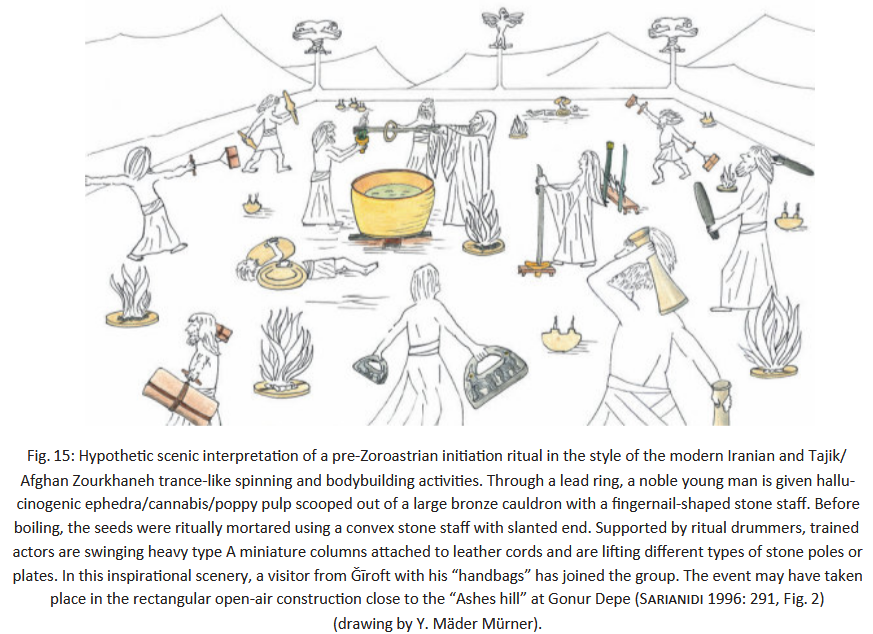 Fig. 15: Hypothetic scenic interpretation of a pre-Zoroastrian initiation ritual in the style of the modern Iranian and Tajik/
Afghan Zourkhaneh trance-like spinning and bodybuilding activities. Through a lead ring, a noble young man is given hallu-
cinogenic ephedra/cannabis/poppy pulp scooped out of a large bronze cauldron with a fingernail-shaped stone staff. Before
boiling, the seeds were ritually mortared using a convex stone staff with slanted end. Supported by ritual drummers, trained
actors are swinging heavy type A miniature columns attached to leather cords and are lifting different types of stone poles or
plates. In this inspirational scenery, a visitor from Ǧīroft with his “handbags” has joined the group. The event may have taken
place in the rectangular open-air construction close to the “Ashes hill” at Gonur Depe (SARIANIDI 1996: 291, Fig. 2)
(drawing by Y. Mäder Mürner).